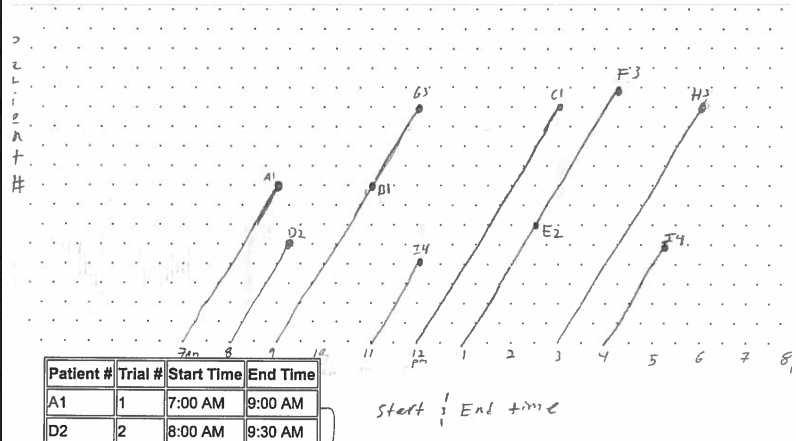 Patient #
F3
G3
C1
H3
A1
B1
D2
E2
I4
I4
7am 8 9 10 11 12 pm 1 2 3 4 5 6 7 8
Start & End time
Patient # Trial # Start Time End Time
A1 1 7:00 AM 9:00 AM
D2 2 8:00 AM 9:30 AM